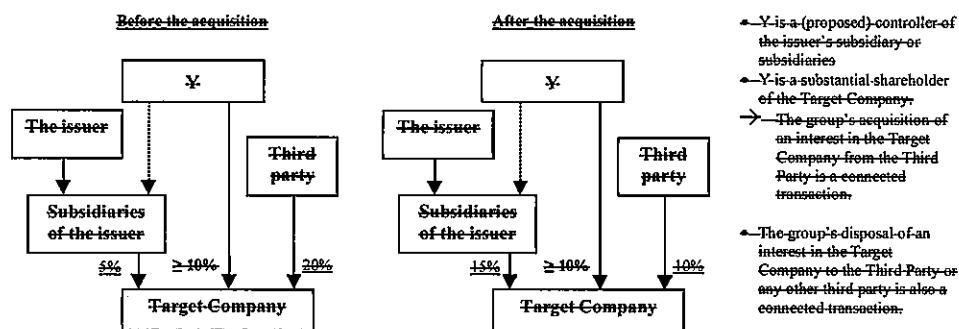 Before the acquisition
Y
The issuer
Third
party
Subsidiaries
of the issuer
5%
≥ 10%
20%
Target Company
After the acquisition
Y
The issuer
Third
party
Subsidiaries
of the issuer
15%
≥ 10%
10%
Target Company
• Y is a (proposed) controller of
the issuer's subsidiary or
subsidiaries
• Y is a substantial shareholder
of the Target Company.
→ The group's acquisition of
an interest in the Target
Company from the Third
Party is a connected
transaction.
• The group's disposal of an
interest in the Target
Company to the Third Party or
any other third party is also a
connected transaction.